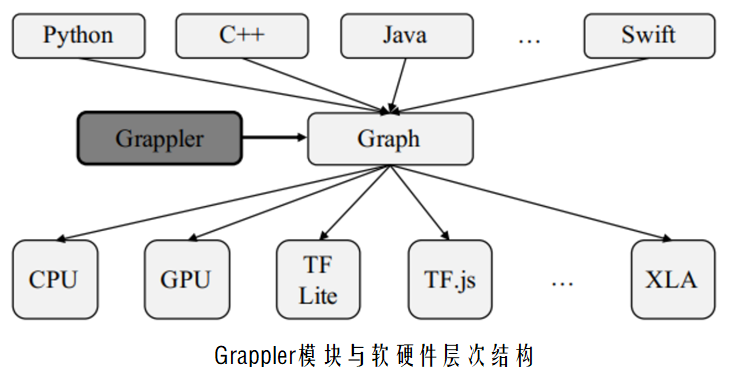 Python
C++
Java
...
Swift
Grappler
Graph
CPU
GPU
TF
Lite
TF.js
...
XLA
Grappler模块与软硬件层次结构